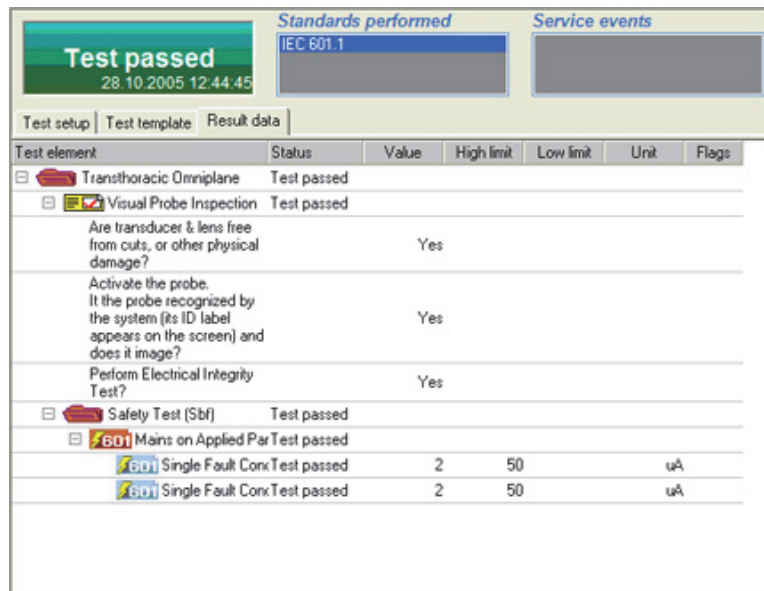 Standards performed
Service events
Test passed
28.10.2005 12:44:45
IEC 601.1
Test setup Test template Result data
Test element Status Value High limit Low limit Unit Flags
Transthoracic Omniplane Test passed
Visual Probe Inspection Test passed
Are transducer & lens free
from cuts, or other physical
damage?
Yes
Activate the probe.
It the probe recognized by
the system (its ID label
appears on the screen) and
does it image?
Yes
Perform Electrical Integrity
Test?
Yes
Safety Test (Sbf) Test passed
601 Mains on Applied Par Test passed
601 Single Fault Conc Test passed 2 50 uA
601 Single Fault Conc Test passed 2 50 uA